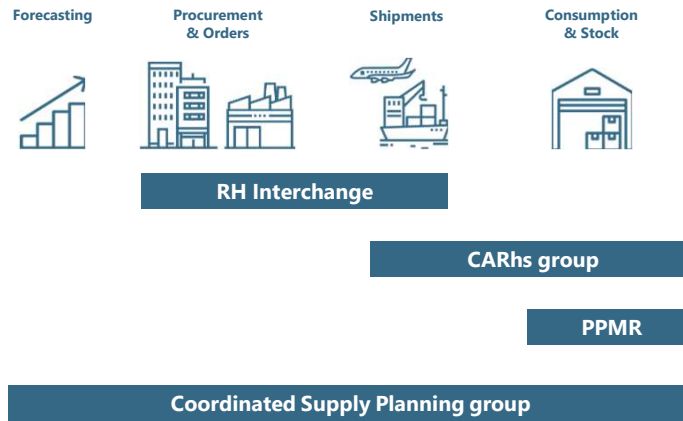 Forecasting
Procurement
& Orders
Shipments
Consumption
& Stock
RH Interchange
CARhs group
PPMR
Coordinated Supply Planning group